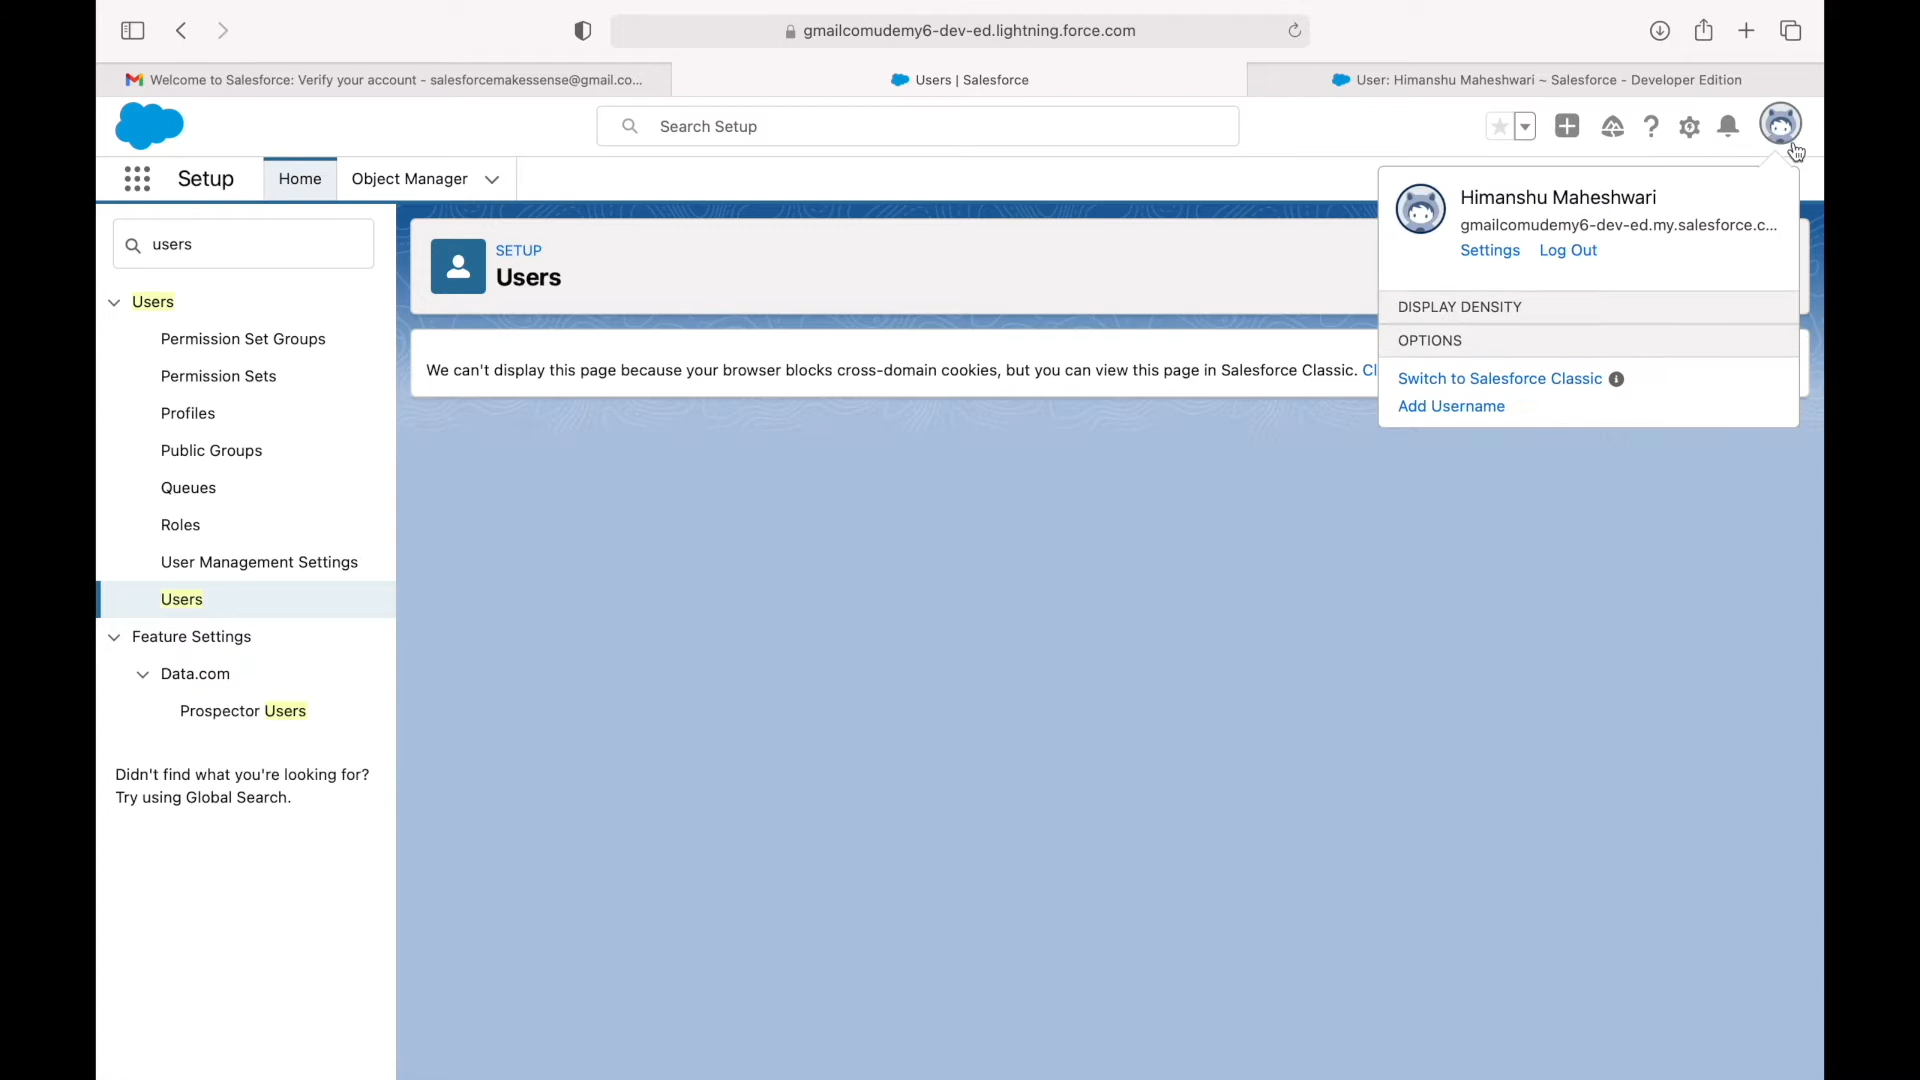 gmailcomudemy6-dev-ed.lightning.force.com
Welcome to Salesforce: Verify your account - salesforcemakessense@gmail.co...
Users | Salesforce
User: Himanshu Maheshwari ~ Salesforce - Developer Edition
Search Setup
Setup
Home
Object Manager
Himanshu Maheshwari
gmailcomudemy6-dev-ed.my.salesforce.c...
Settings Log Out
DISPLAY DENSITY
OPTIONS
Switch to Salesforce Classic
Add Username
users
Users
Permission Set Groups
Permission Sets
Profiles
Public Groups
Queues
Roles
User Management Settings
Users
Feature Settings
Data.com
Prospector Users
Didn't find what you're looking for?
Try using Global Search.
SETUP
Users
We can't display this page because your browser blocks cross-domain cookies, but you can view this page in Salesforce Classic. Cl